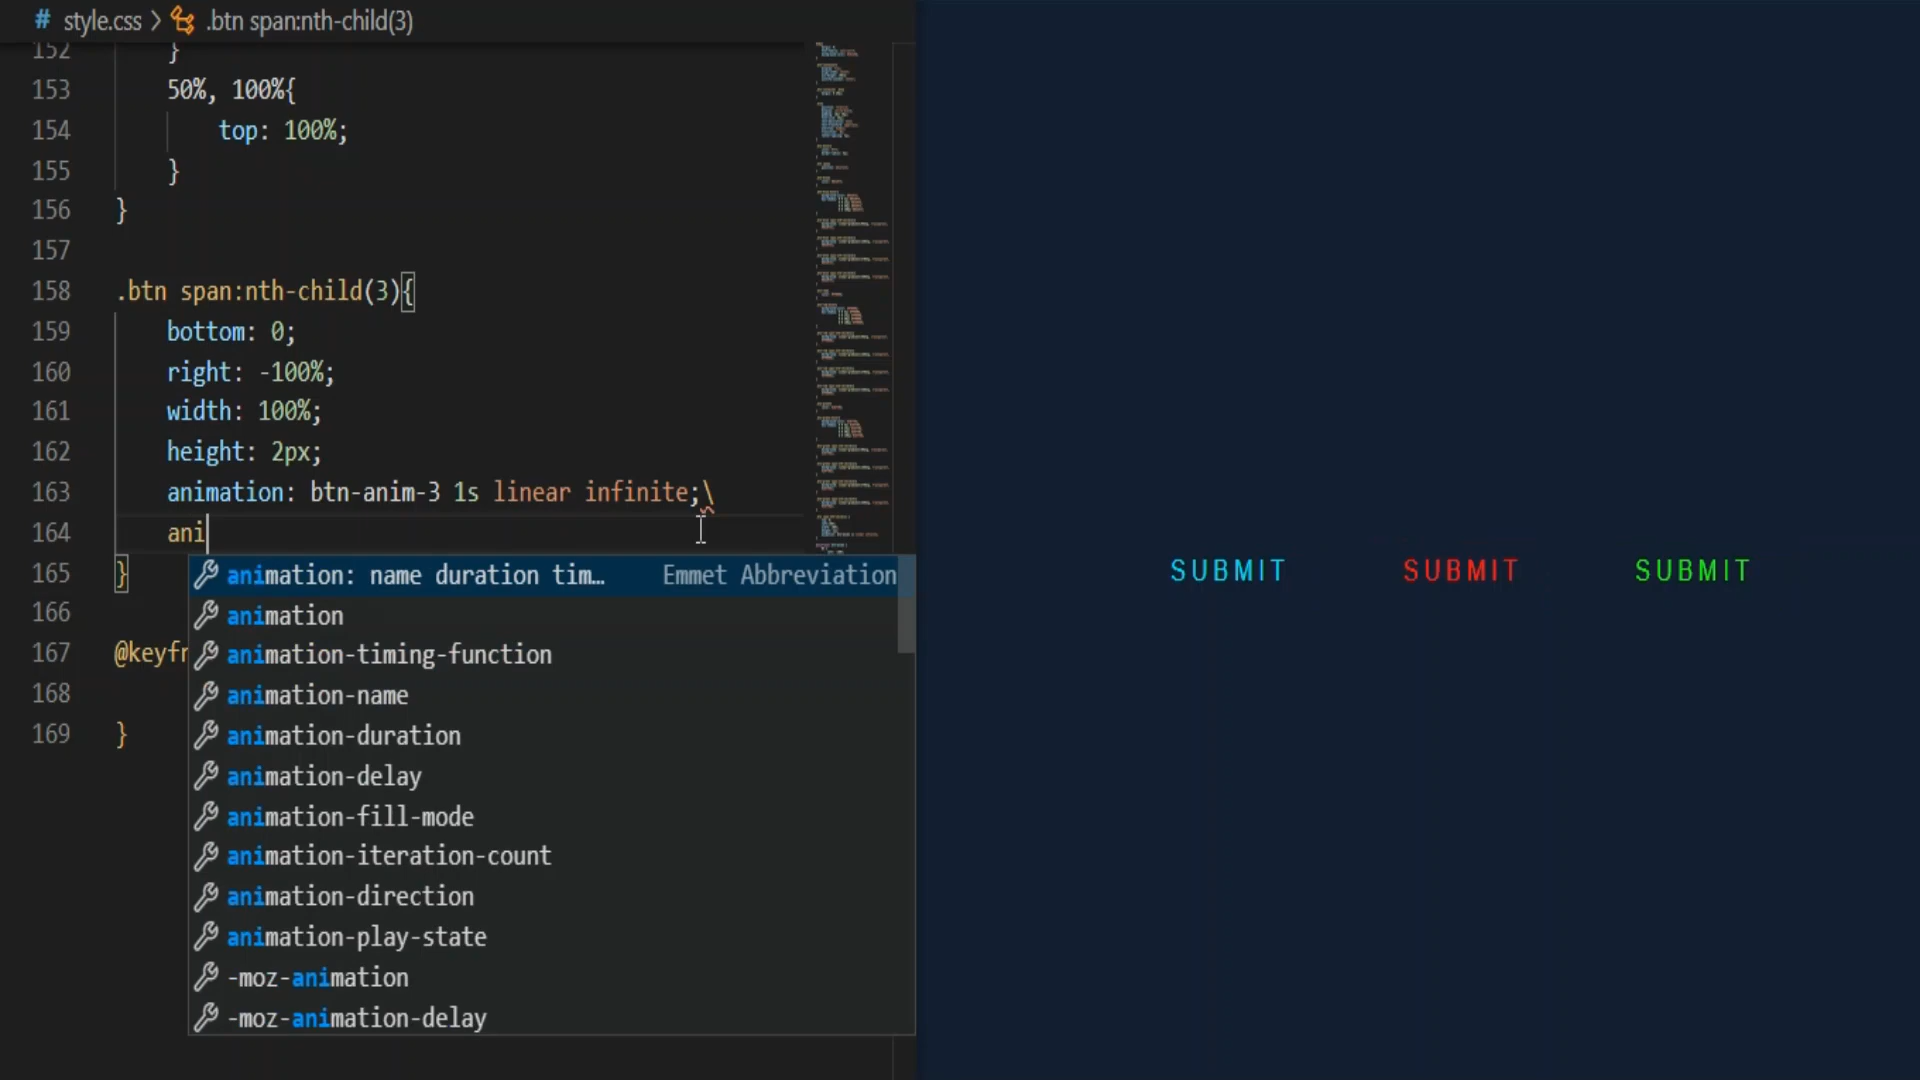 # style.css > .btn span:nth-child(3)
152 }
153 50%, 100%{
154 top: 100%;
155 }
156 }
157
158 .btn span:nth-child(3){
159 bottom: 0;
160 right: -100%;
161 width: 100%;
162 height: 2px;
163 animation: btn-anim-3 1s linear infinite;\
164 ani
165 }
animation: name duration tim… Emmet Abbreviation
166
animation
167 @keyfr
animation-timing-function
168
animation-name
169 }
animation-duration
animation-delay
animation-fill-mode
animation-iteration-count
animation-direction
animation-play-state
-moz-animation
-moz-animation-delay
SUBMIT SUBMIT SUBMIT